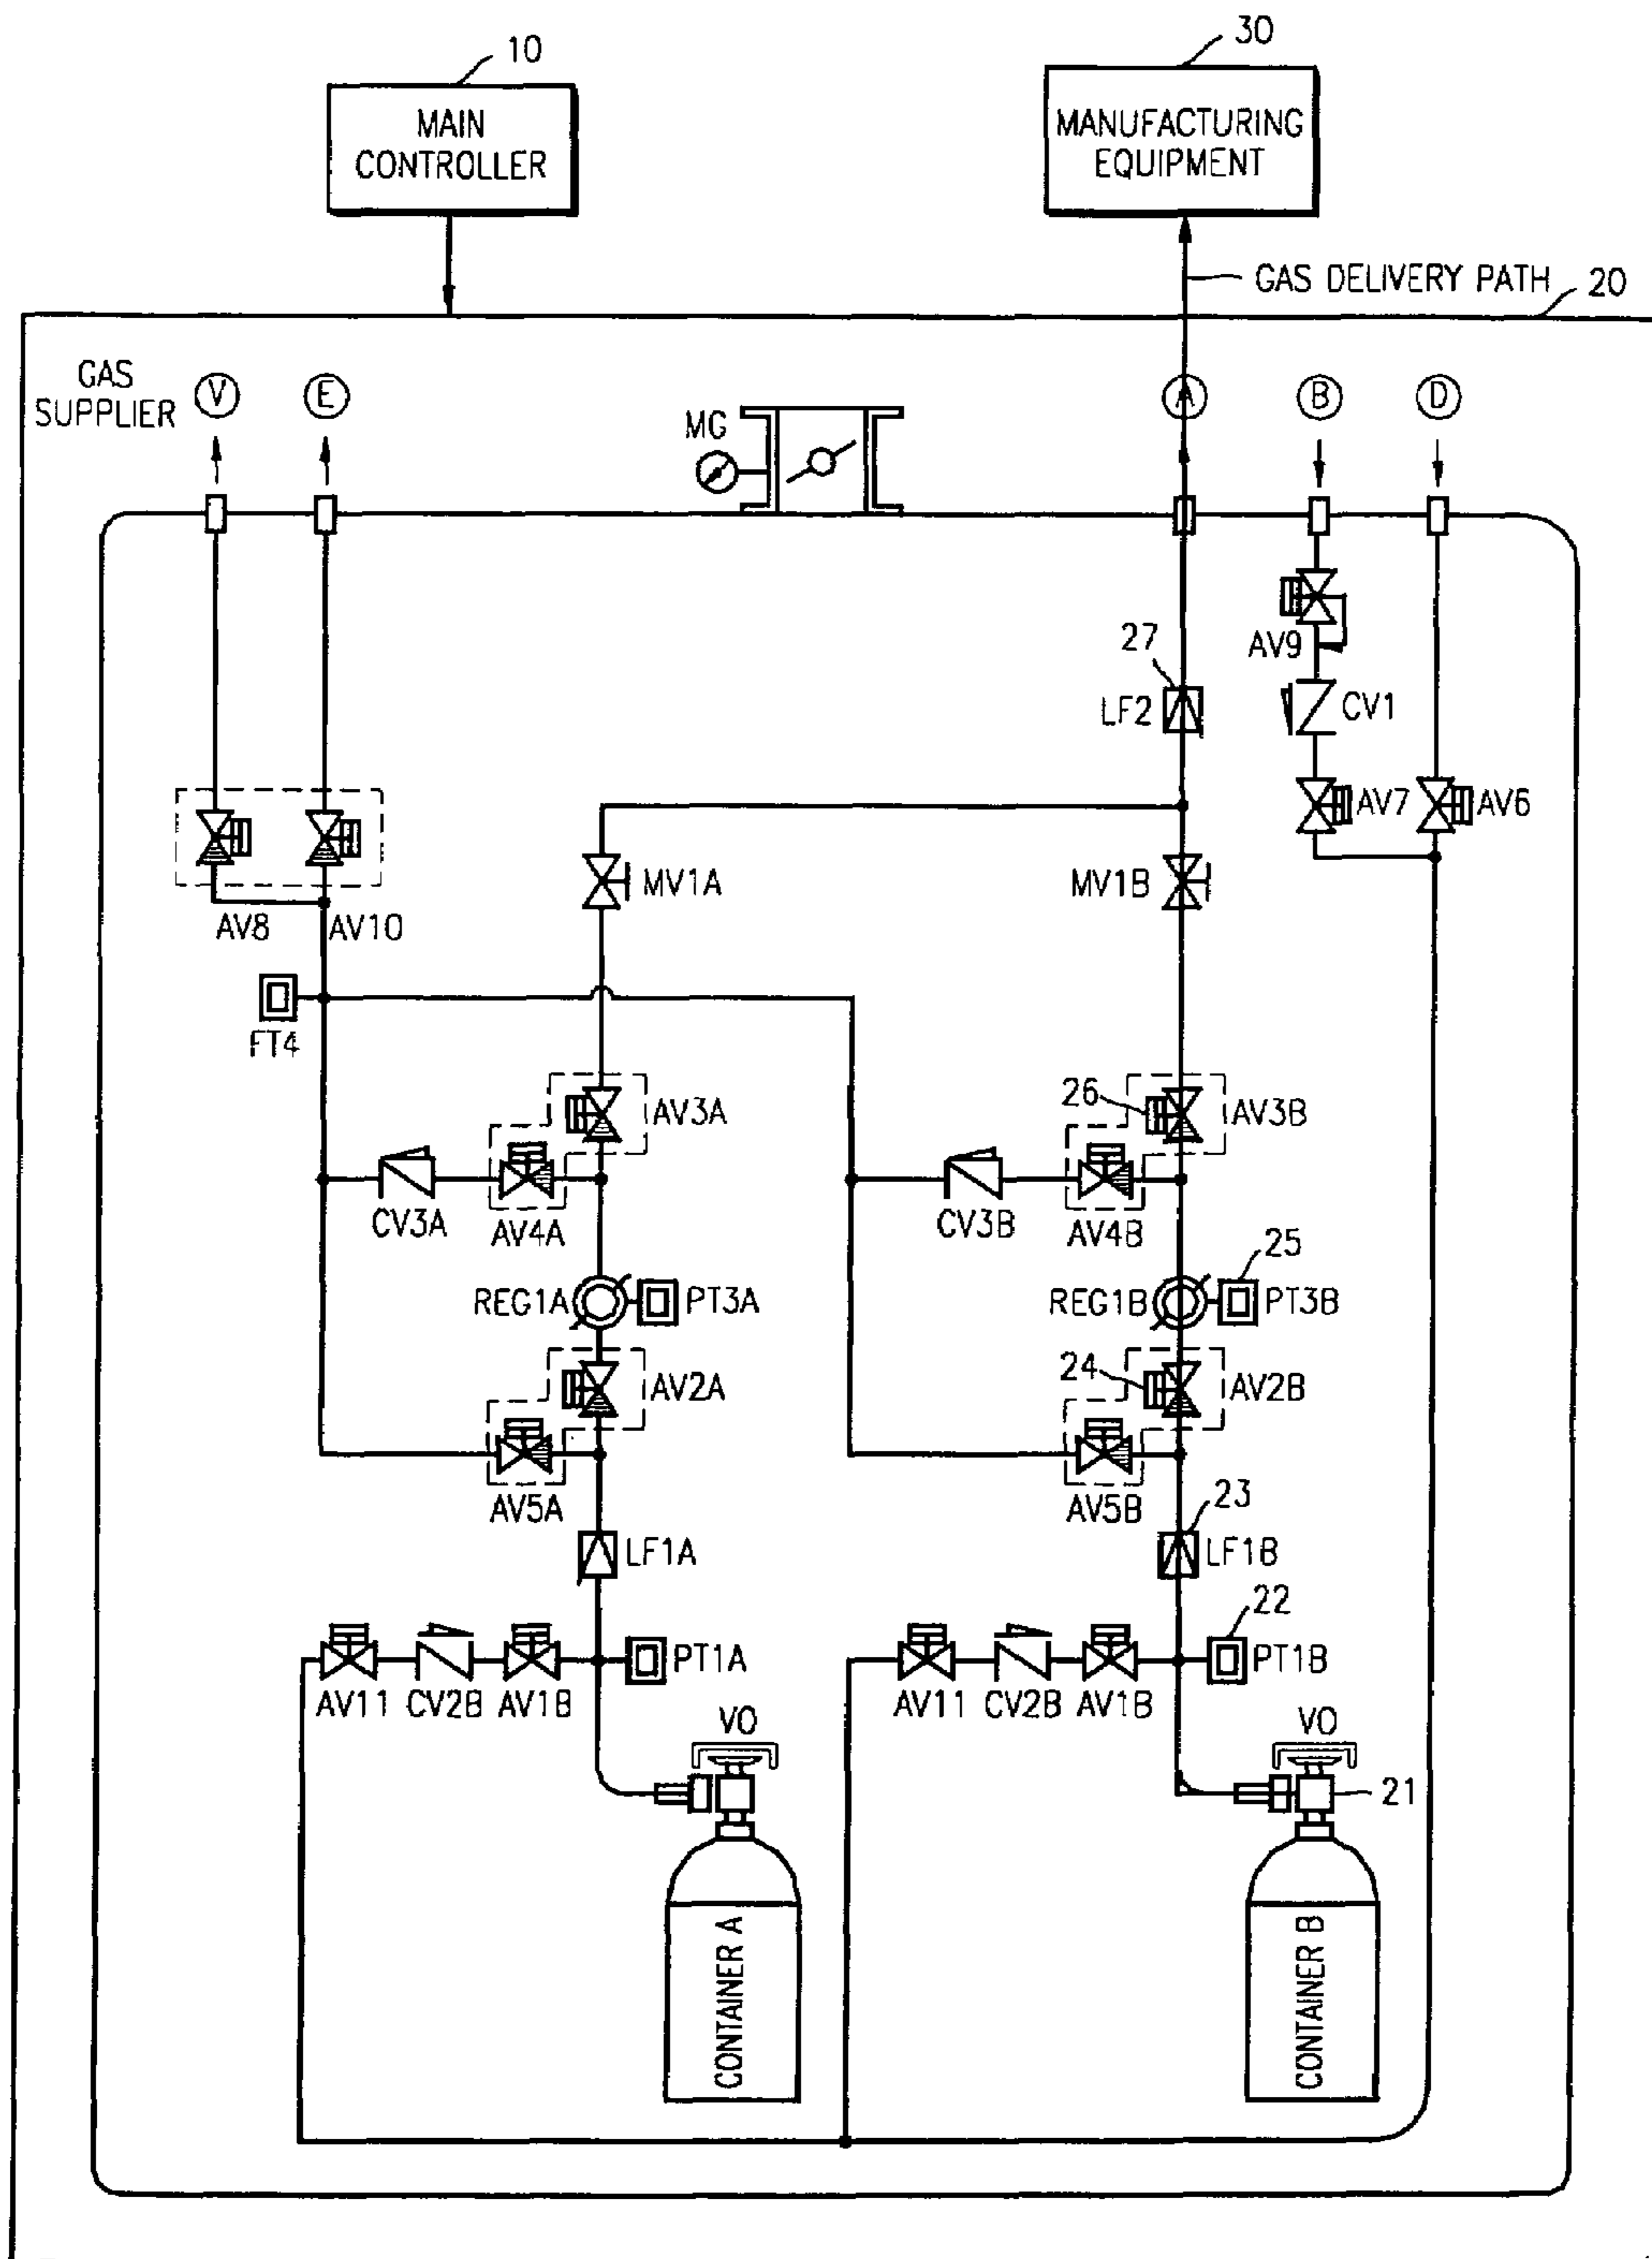 10
MAIN
CONTROLLER
30
MANUFACTURING
EQUIPMENT
GAS DELIVERY PATH
20
GAS
SUPPLIER
V
E
MG
A
B
D
27
LF2
AV9
CV1
AV7
AV6
AV8
AV10
MV1A
MV1B
FT4
AV3A
26
AV3B
CV3A
AV4A
CV3B
AV4B
25
REG1A
PT3A
REG1B
PT3B
AV2A
24
AV2B
AV5A
AV5B
23
LF1A
LF1B
22
PT1A
PT1B
AV11
CV2B
AV1B
AV11
CV2B
AV1B
VO
VO
21
CONTAINER A
CONTAINER B